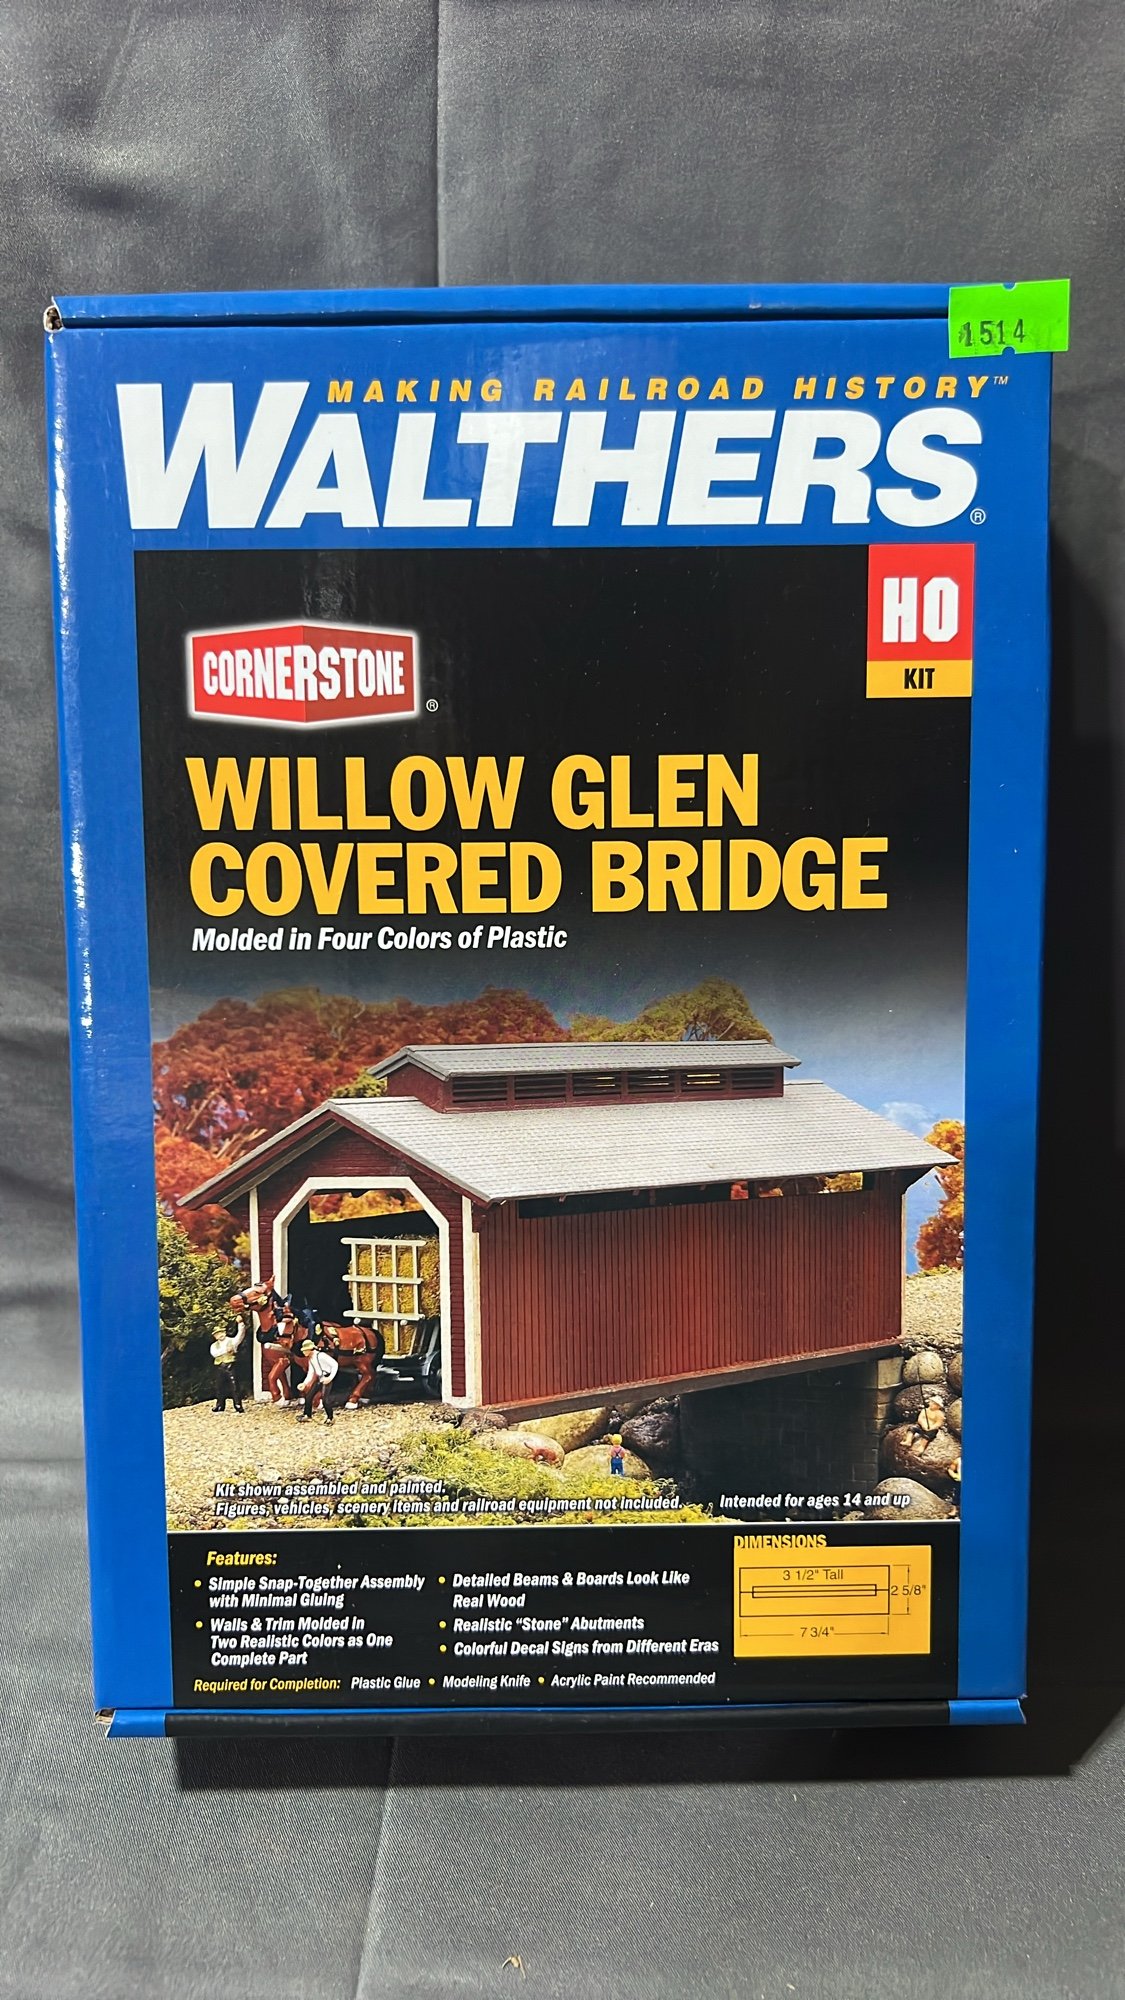 1514
MAKING RAILROAD HISTORY™
WALTHERS®
HO
KIT
CORNERSTONE®
WILLOW GLEN
COVERED BRIDGE
Molded in Four Colors of Plastic
Kit shown assembled and painted.
Figures, vehicles, scenery items and railroad equipment not included.
Intended for ages 14 and up
Features:
• Simple Snap-Together Assembly
with Minimal Gluing
• Walls & Trim Molded in
Two Realistic Colors as One
Complete Part
• Detailed Beams & Boards Look Like
Real Wood
• Realistic “Stone” Abutments
• Colorful Decal Signs from Different Eras
Required for Completion: Plastic Glue • Modeling Knife • Acrylic Paint Recommended
DIMENSIONS
3 1/2" Tall
2 5/8"
7 3/4"